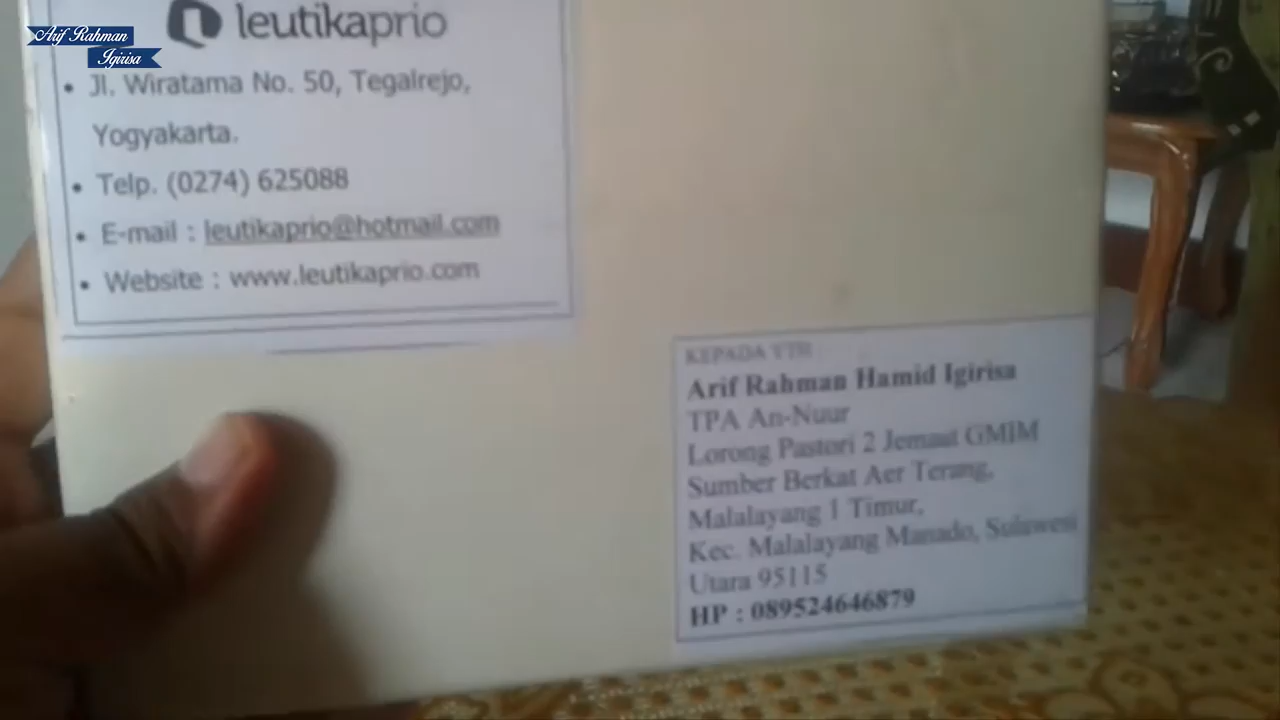 Arif Rahman
Igirisa
leutikaprio
• Jl. Wiratama No. 50, Tegalrejo,
Yogyakarta.
• Telp. (0274) 625088
• E-mail : leutikaprio@hotmail.com
• Website : www.leutikaprio.com
KEPADA YTH
Arif Rahman Hamid Igirisa
TPA An-Nuur
Lorong Pastori 2 Jemaat GMIM
Sumber Berkat Aer Terang,
Malalayang 1 Timur,
Kec. Malalayang Manado, Sulawesi
Utara 95115
HP : 089524646879